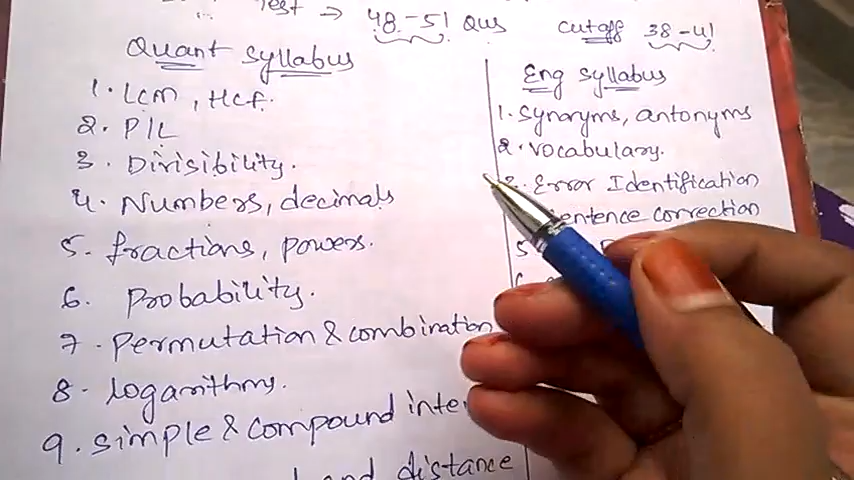 Test → 48-51 Qus cutoff 38-41
Quant syllabus
1. LCM, Hcf.
2. P/L
3. Divisibility.
4. Numbers, decimals
5. fractions, powers.
6. Probability.
7. permutation & combination
8. logarithms.
9. simple & compound inte
and distance
Eng syllabus
1. Synonyms, antonyms
2. vocabulary.
3. Error Identification
entence correction
5